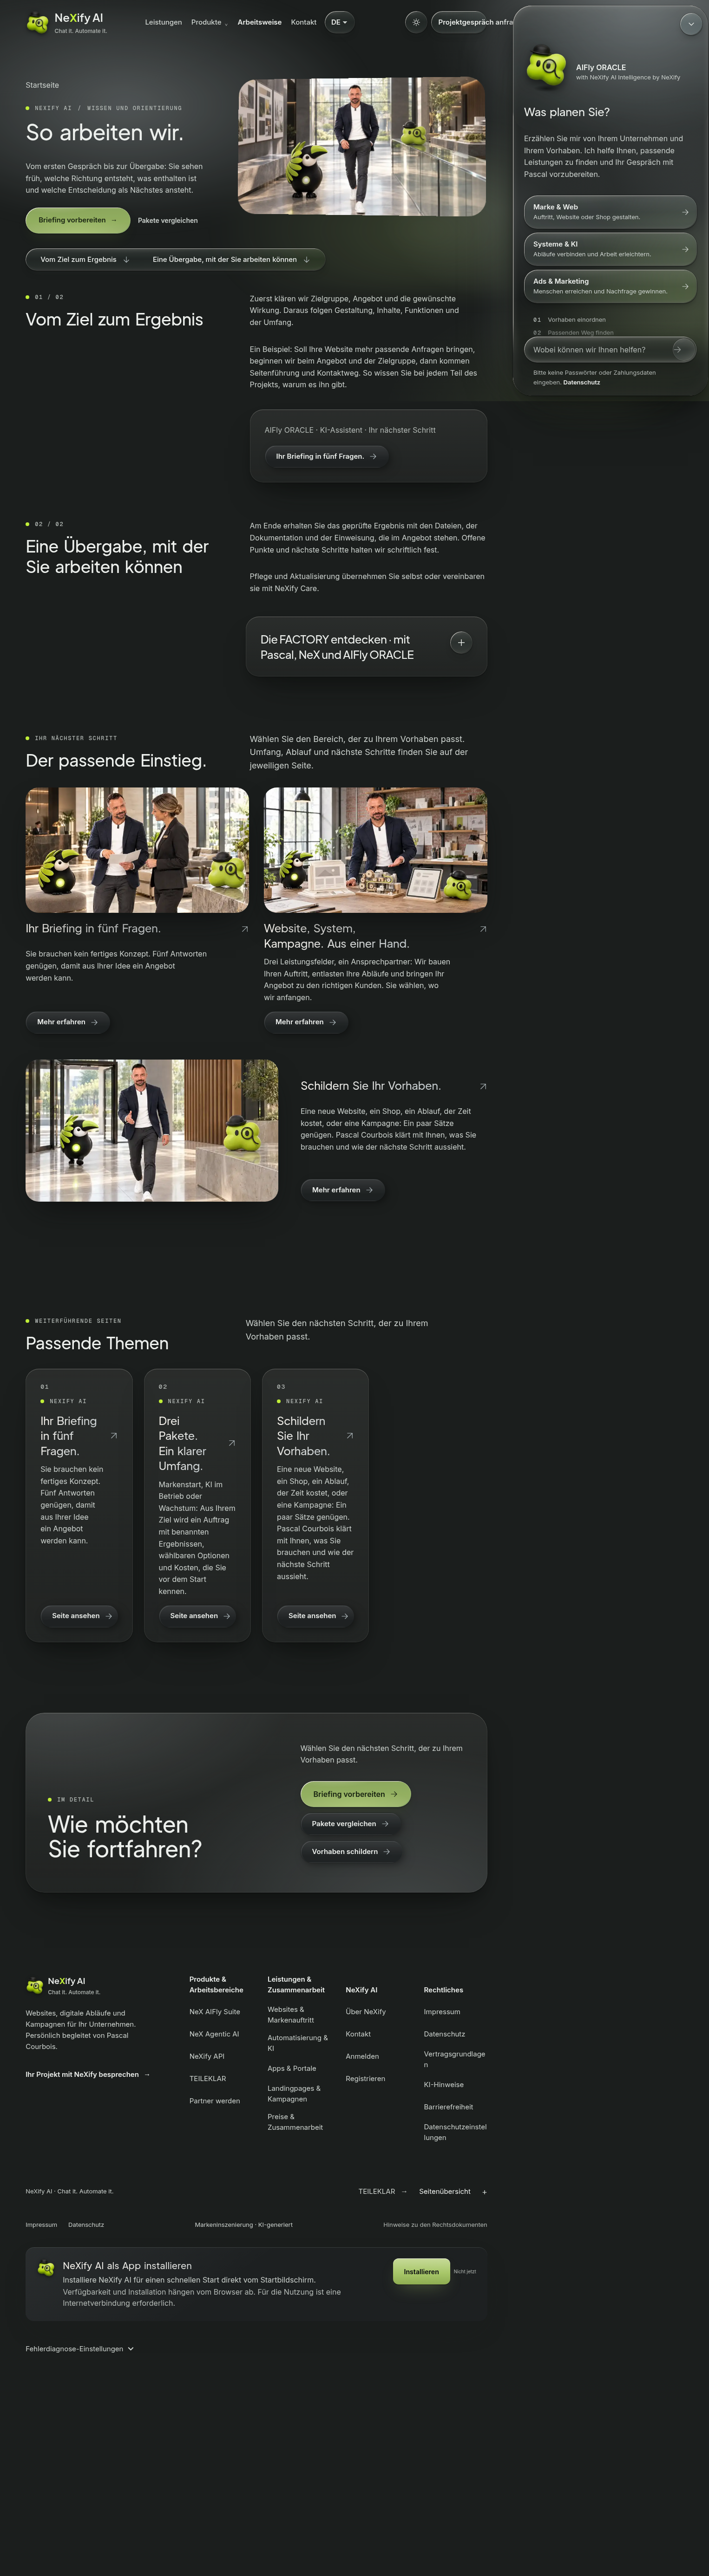 NeXify AI
Chat it. Automate it.
Leistungen
Produkte
Arbeitsweise
Kontakt
DE
Projektgespräch anfra
AIFly ORACLE
with NeXify AI Intelligence by NeXify
Was planen Sie?
Erzählen Sie mir von Ihrem Unternehmen und
Ihrem Vorhaben. Ich helfe Ihnen, passende
Leistungen zu finden und Ihr Gespräch mit
Pascal vorzubereiten.
Marke & Web
Auftritt, Website oder Shop gestalten.
→
Systeme & KI
Abläufe verbinden und Arbeit erleichtern.
→
Ads & Marketing
Menschen erreichen und Nachfrage gewinnen.
→
01 Vorhaben einordnen
02 Passenden Weg finden
Wobei können wir Ihnen helfen? →
Bitte keine Passwörter oder Zahlungsdaten
eingeben. Datenschutz
Startseite
NEXIFY AI / WISSEN UND ORIENTIERUNG
So arbeiten wir.
Vom ersten Gespräch bis zur Übergabe: Sie sehen
früh, welche Richtung entsteht, was enthalten ist
und welche Entscheidung als Nächstes ansteht.
Briefing vorbereiten →
Pakete vergleichen
Vom Ziel zum Ergebnis ↓
Eine Übergabe, mit der Sie arbeiten können ↓
01 / 02
Vom Ziel zum Ergebnis
Zuerst klären wir Zielgruppe, Angebot und die gewünschte
Wirkung. Daraus folgen Gestaltung, Inhalte, Funktionen und
der Umfang.
Ein Beispiel: Soll Ihre Website mehr passende Anfragen bringen,
beginnen wir beim Angebot und der Zielgruppe, dann kommen
Seitenführung und Kontaktweg. So wissen Sie bei jedem Teil des
Projekts, warum es ihn gibt.
AIFly ORACLE · KI-Assistent · Ihr nächster Schritt
Ihr Briefing in fünf Fragen. →
02 / 02
Eine Übergabe, mit der
Sie arbeiten können
Am Ende erhalten Sie das geprüfte Ergebnis mit den Dateien, der
Dokumentation und der Einweisung, die im Angebot stehen. Offene
Punkte und nächste Schritte halten wir schriftlich fest.
Pflege und Aktualisierung übernehmen Sie selbst oder vereinbaren
sie mit NeXify Care.
Die FACTORY entdecken · mit
Pascal, NeX und AIFly ORACLE
+
IHR NÄCHSTER SCHRITT
Der passende Einstieg.
Wählen Sie den Bereich, der zu Ihrem Vorhaben passt.
Umfang, Ablauf und nächste Schritte finden Sie auf der
jeweiligen Seite.
Ihr Briefing in fünf Fragen. ↗
Sie brauchen kein fertiges Konzept. Fünf Antworten
genügen, damit aus Ihrer Idee ein Angebot
werden kann.
Mehr erfahren →
Website, System,
Kampagne. Aus einer Hand. ↗
Drei Leistungsfelder, ein Ansprechpartner: Wir bauen
Ihren Auftritt, entlasten Ihre Abläufe und bringen Ihr
Angebot zu den richtigen Kunden. Sie wählen, wo
wir anfangen.
Mehr erfahren →
Schildern Sie Ihr Vorhaben. ↗
Eine neue Website, ein Shop, ein Ablauf, der Zeit
kostet, oder eine Kampagne: Ein paar Sätze
genügen. Pascal Courbois klärt mit Ihnen, was Sie
brauchen und wie der nächste Schritt aussieht.
Mehr erfahren →
WEITERFÜHRENDE SEITEN
Passende Themen
Wählen Sie den nächsten Schritt, der zu Ihrem
Vorhaben passt.
01
NEXIFY AI
Ihr Briefing
in fünf
Fragen. ↗
Sie brauchen kein
fertiges Konzept.
Fünf Antworten
genügen, damit
aus Ihrer Idee
ein Angebot
werden kann.
Seite ansehen →
02
NEXIFY AI
Drei
Pakete.
Ein klarer
Umfang. ↗
Markenstart, KI im
Betrieb oder
Wachstum: Aus Ihrem
Ziel wird ein Auftrag
mit benannten
Ergebnissen,
wählbaren Optionen
und Kosten, die Sie
vor dem Start
kennen.
Seite ansehen →
03
NEXIFY AI
Schildern
Sie Ihr
Vorhaben. ↗
Eine neue Website,
ein Shop, ein Ablauf,
der Zeit kostet, oder
eine Kampagne: Ein
paar Sätze genügen.
Pascal Courbois klärt
mit Ihnen, was Sie
brauchen und wie der
nächste Schritt
aussieht.
Seite ansehen →
IM DETAIL
Wie möchten
Sie fortfahren?
Wählen Sie den nächsten Schritt, der zu Ihrem
Vorhaben passt.
Briefing vorbereiten →
Pakete vergleichen →
Vorhaben schildern →
NeXify AI
Chat it. Automate it.
Websites, digitale Abläufe und
Kampagnen für Ihr Unternehmen.
Persönlich begleitet von Pascal
Courbois.
Ihr Projekt mit NeXify besprechen →
Produkte &
Arbeitsbereiche
NeX AIFly Suite
NeX Agentic AI
NeXify API
TEILEKLAR
Partner werden
Leistungen &
Zusammenarbeit
Websites &
Markenauftritt
Automatisierung &
KI
Apps & Portale
Landingpages &
Kampagnen
Preise &
Zusammenarbeit
NeXify AI
Über NeXify
Kontakt
Anmelden
Registrieren
Rechtliches
Impressum
Datenschutz
Vertragsgrundlage
n
KI-Hinweise
Barrierefreiheit
Datenschutzeinstel
lungen
NeXify AI · Chat it. Automate it.
TEILEKLAR →
Seitenübersicht +
Impressum
Datenschutz
Markeninszenierung · KI-generiert
Hinweise zu den Rechtsdokumenten
NeXify AI als App installieren
Installiere NeXify AI für einen schnellen Start direkt vom Startbildschirm.
Verfügbarkeit und Installation hängen vom Browser ab. Für die Nutzung ist eine
Internetverbindung erforderlich.
Installieren
Nicht jetzt
Fehlerdiagnose-Einstellungen